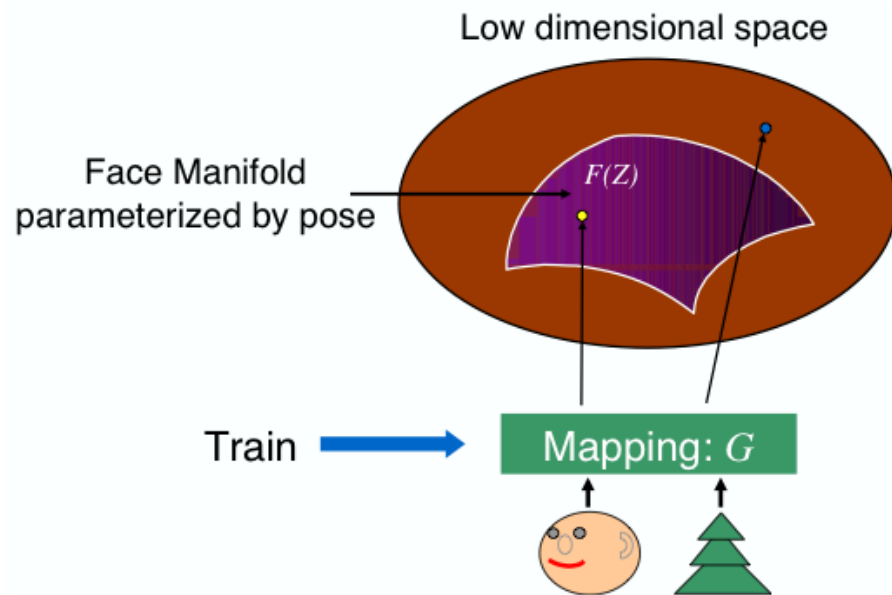 Low dimensional space
Face Manifold
parameterized by pose
F(Z)
Train
Mapping: G